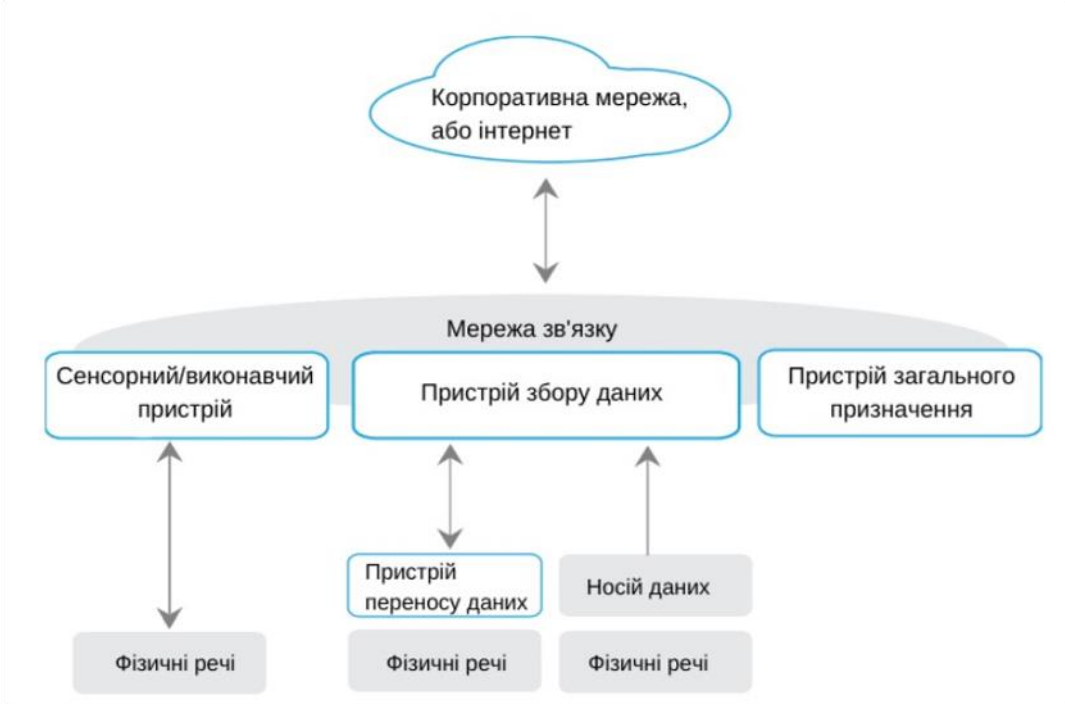 Корпоративна мережа,
або інтернет
Мережа зв'язку
Сенсорний/виконавчий
пристрій
Пристрій збору даних
Пристрій загального
призначення
Пристрій
переносу даних
Носій даних
Фізичні речі
Фізичні речі
Фізичні речі